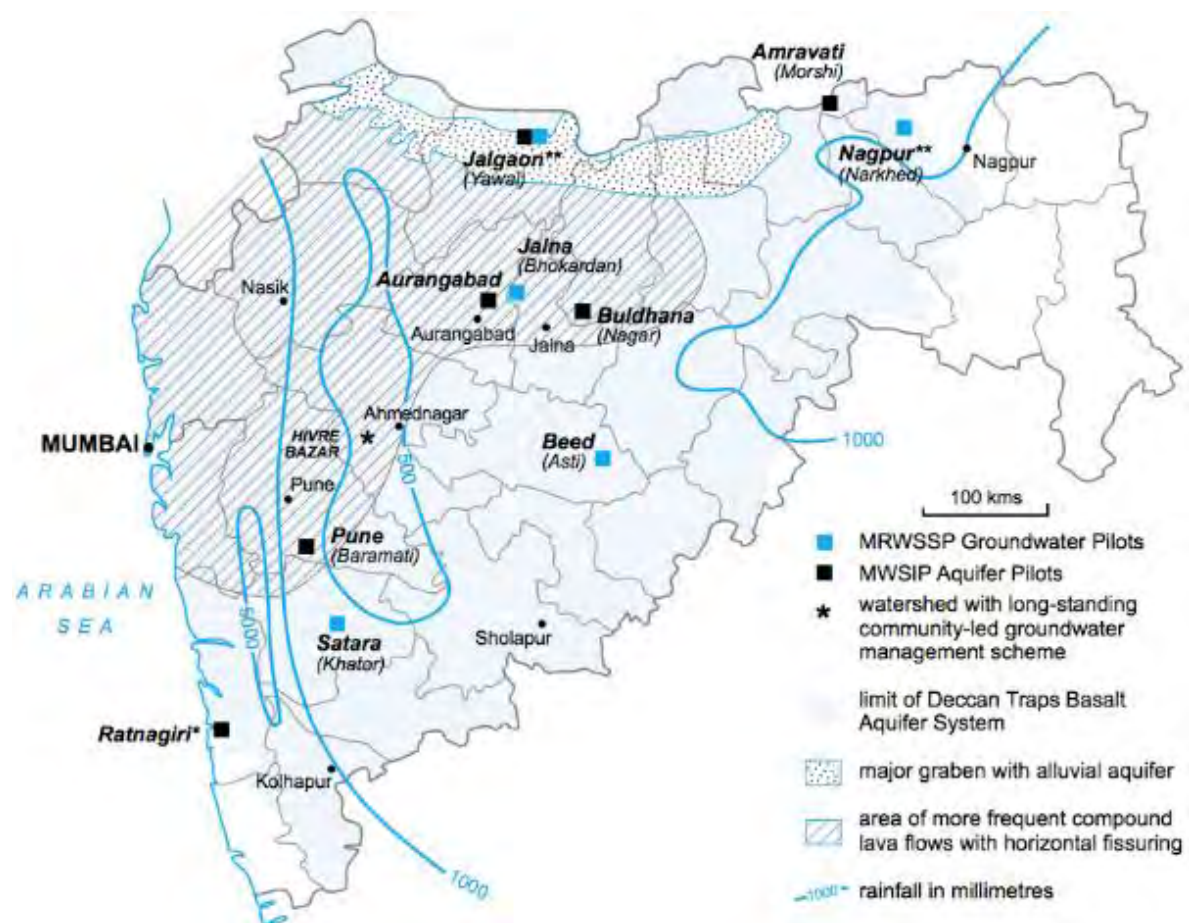 Amravati
(Morshi)
Jalgaon**
(Yawal)
Nagpur**
(Narkhed)
Nagpur
Jalna
(Bhokardan)
Nasik
Aurangabad
Aurangabad
Jalna
Buldhana
(Nagar)
Ahmednagar
HIVRE
BAZAR
*
500
MUMBAI
Beed
(Asti)
1000
Pune
Pune
(Baramati)
ARABIAN
SEA
5000
Satara
(Khator)
Sholapur
Ratnagiri*
Kolhapur
1000
100 kms
MRWSSP Groundwater Pilots
MWSIP Aquifer Pilots
* watershed with long-standing
community-led groundwater
management scheme
limit of Deccan Traps Basalt
Aquifer System
major graben with alluvial aquifer
area of more frequent compound
lava flows with horizontal fissuring
1000 rainfall in millimetres